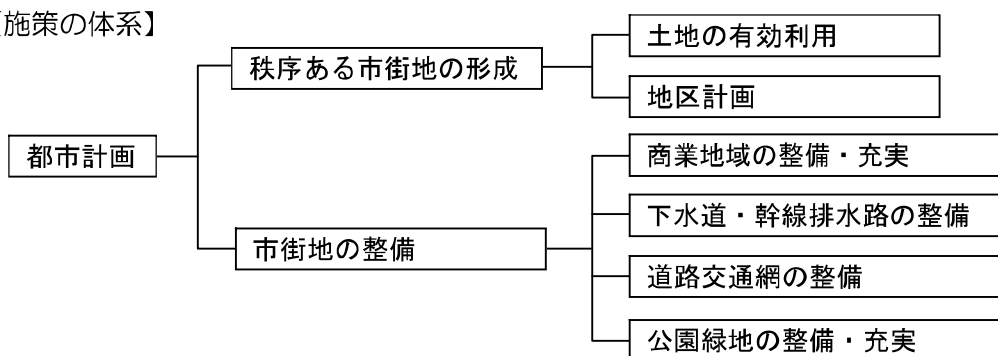 【施策の体系】
都市計画
秩序ある市街地の形成
土地の有効利用
地区計画
市街地の整備
商業地域の整備・充実
下水道・幹線排水路の整備
道路交通網の整備
公園緑地の整備・充実